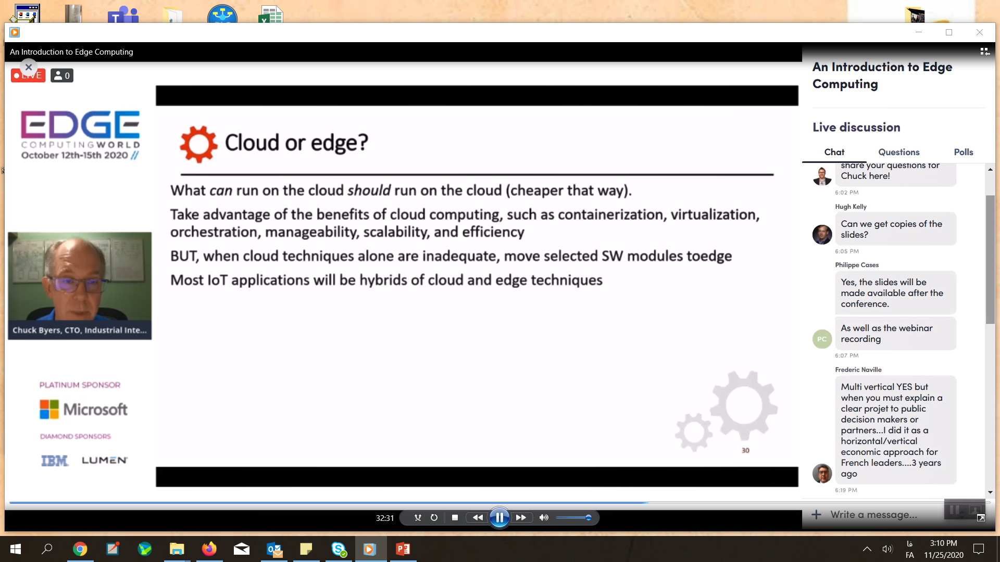 An Introduction to Edge Computing
LIVE
0
EDGE
COMPUTINGWORLD
October 12th-15th 2020 //
Cloud or edge?
What can run on the cloud should run on the cloud (cheaper that way).
Take advantage of the benefits of cloud computing, such as containerization, virtualization,
orchestration, manageability, scalability, and efficiency
BUT, when cloud techniques alone are inadequate, move selected SW modules toedge
Most IoT applications will be hybrids of cloud and edge techniques
30
Chuck Byers, CTO, Industrial Inte...
PLATINUM SPONSOR
Microsoft
DIAMOND SPONSORS
IBM LUMEN
An Introduction to Edge
Computing
Live discussion
Chat Questions Polls
share your questions for
Chuck here!
6:02 PM
Hugh Kelly
Can we get copies of the
slides?
6:05 PM
Philippe Cases
Yes, the slides will be
made available after the
conference.
As well as the webinar
recording
PC
6:07 PM
Frederic Naville
Multi vertical YES but
when you must explain a
clear projet to public
decision makers or
partners...I did it as a
horizontal/vertical
economic approach for
French leaders....3 years
ago
6:19 PM
Write a message...
32:31
فا
FA
3:10 PM
11/25/2020